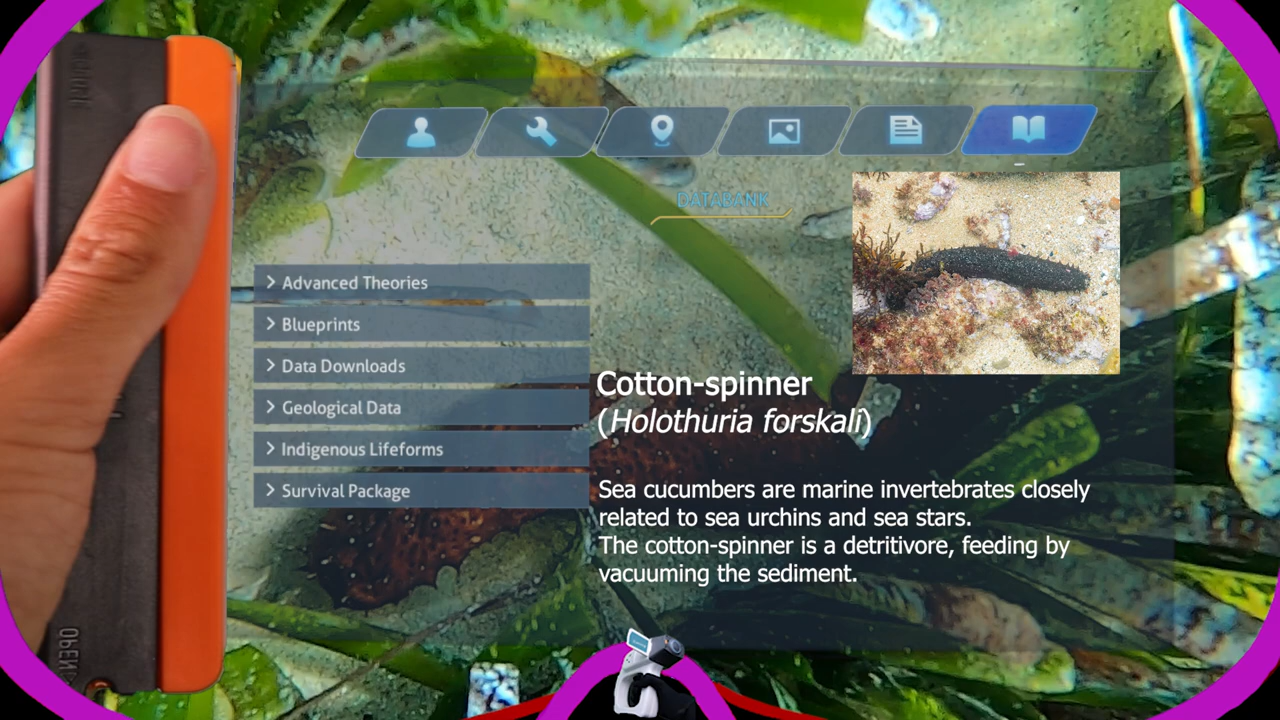 DATABANK
Advanced Theories
Blueprints
Data Downloads
Geological Data
Indigenous Lifeforms
Survival Package
Cotton-spinner
(Holothuria forskali)
Sea cucumbers are marine invertebrates closely
related to sea urchins and sea stars.
The cotton-spinner is a detritivore, feeding by
vacuuming the sediment.
OPEN